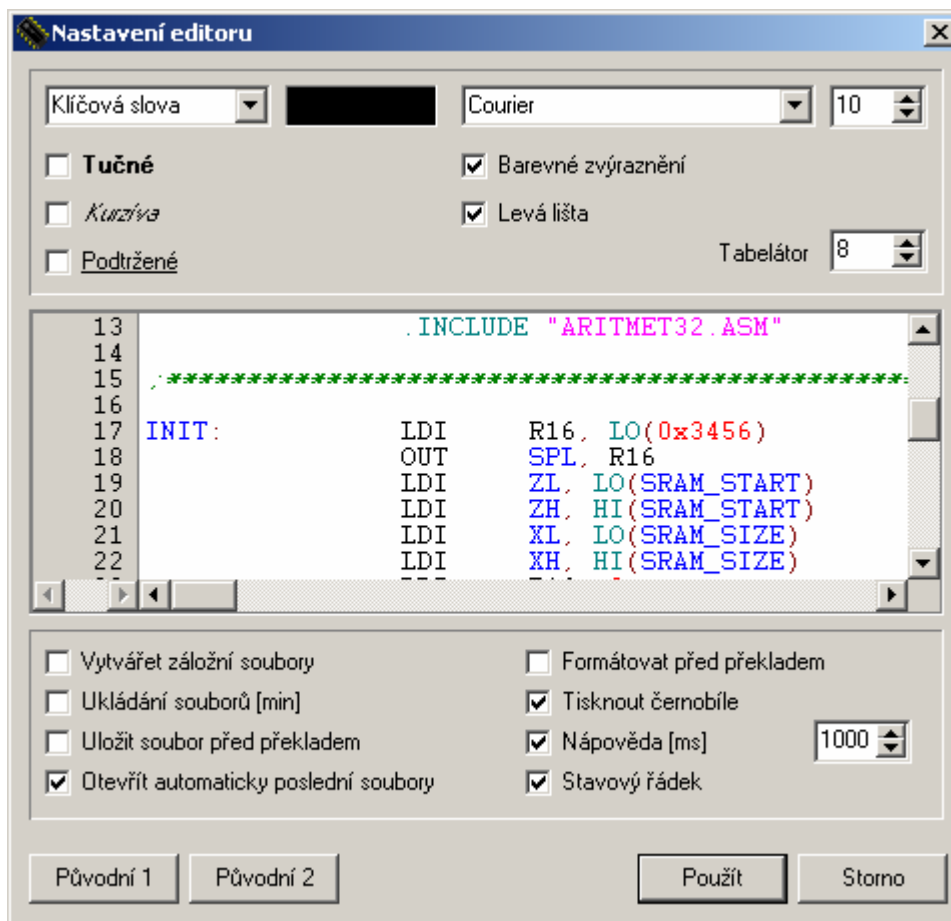 Nastavení editoru
Klíčová slova Courier 10
Tučné Barevné zvýraznění
Kurzíva Levá lišta
Podtržené Tabelátor 8
13 .INCLUDE "ARITMET32.ASM"
14
15 ;***********************************************
16
17 INIT: LDI R16, LO(0x3456)
18 OUT SPL, R16
19 LDI ZL, LO(SRAM_START)
20 LDI ZH, HI(SRAM_START)
21 LDI XL, LO(SRAM_SIZE)
22 LDI XH, HI(SRAM_SIZE)
Vytvářet záložní soubory Formátovat před překladem
Ukládání souborů [min] Tisknout černobíle
Uložit soubor před překladem Nápověda [ms] 1000
Otevřít automaticky poslední soubory Stavový řádek
Původní 1 Původní 2 Použít Storno